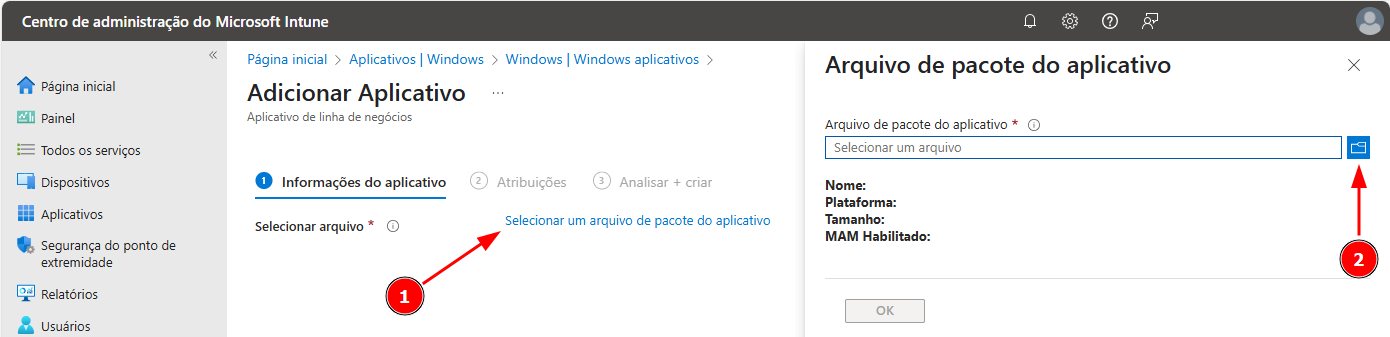 Centro de administração do Microsoft Intune
«
Página inicial
Painel
Todos os serviços
Dispositivos
Aplicativos
Segurança do ponto de
extremidade
Relatórios
Usuários
Página inicial > Aplicativos | Windows > Windows | Windows aplicativos >
Adicionar Aplicativo ...
Aplicativo de linha de negócios
1 Informações do aplicativo 2 Atribuições 3 Analisar + criar
Selecionar arquivo * Selecionar um arquivo de pacote do aplicativo
1
Arquivo de pacote do aplicativo
Arquivo de pacote do aplicativo *
Selecionar um arquivo
Nome:
Plataforma:
Tamanho:
MAM Habilitado:
2
OK